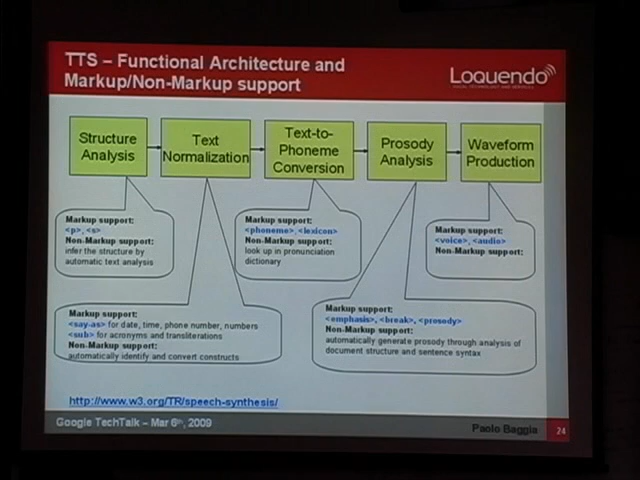 TTS – Functional Architecture and
Markup/Non-Markup support
Loquendo
Structure
Analysis
Text
Normalization
Text-to-
Phoneme
Conversion
Prosody
Analysis
Waveform
Production
Markup support:
<p>, <s>
Non-Markup support:
infer the structure by
automatic text analysis
Markup support:
<phoneme>, <lexicon>
Non-Markup support:
look up in pronunciation
dictionary
Markup support:
<voice>, <audio>
Non-Markup support:
Markup support:
<say-as> for date, time, phone number, numbers
<sub> for acronyms and transliterations
Non-Markup support:
automatically identify and convert constructs
Markup support:
<emphasis>, <break>, <prosody>
Non-Markup support:
automatically generate prosody through analysis of
document structure and sentence syntax
http://www.w3.org/TR/speech-synthesis/
Google TechTalk – Mar 6th, 2009
Paolo Baggia
24